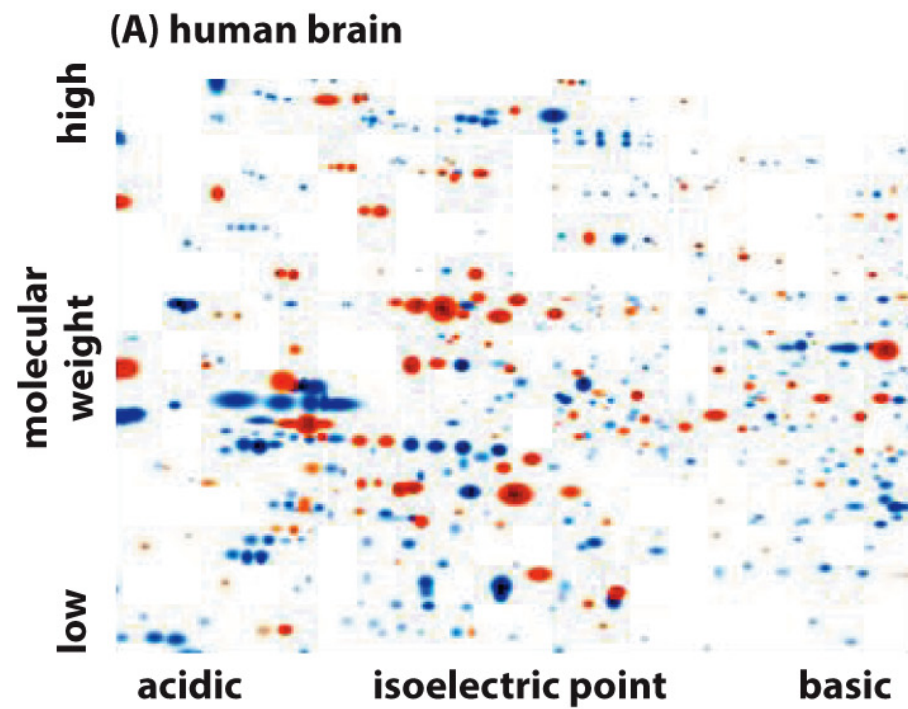 (A) human brain
high
molecular
weight
low
acidic isoelectric point basic